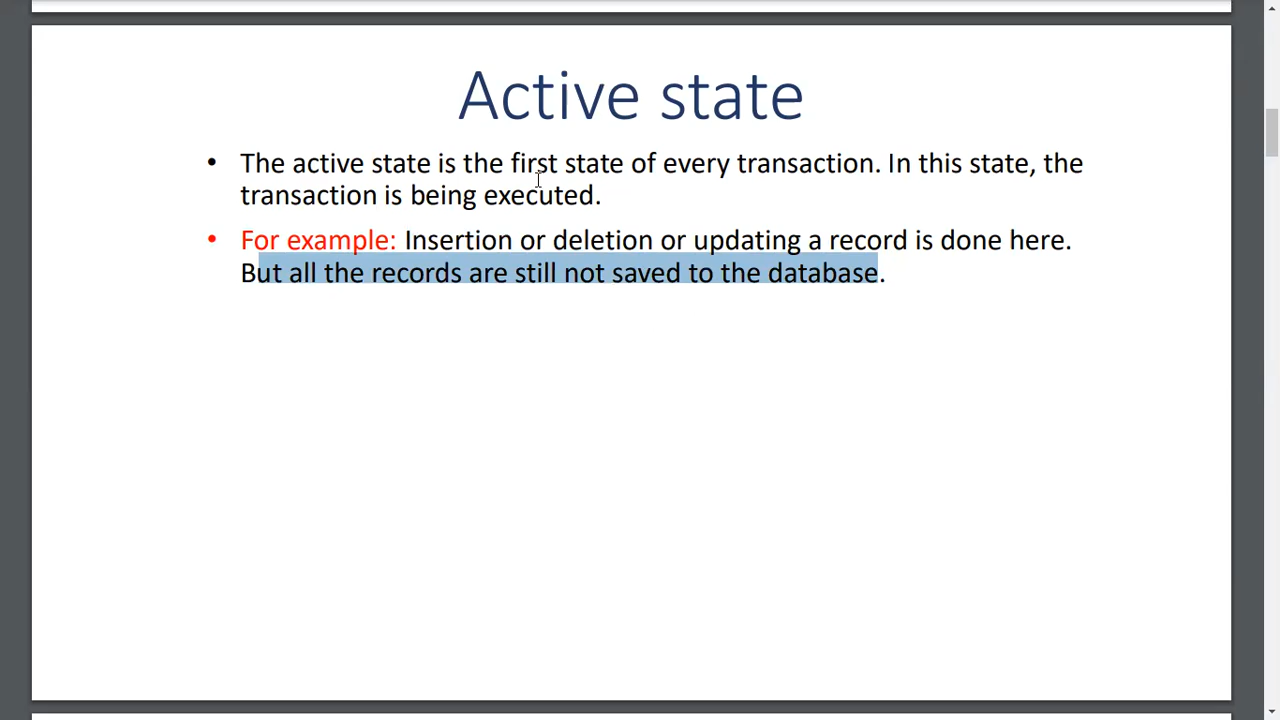 Active state
• The active state is the first state of every transaction. In this state, the
transaction is being executed.
• For example: Insertion or deletion or updating a record is done here.
But all the records are still not saved to the database.